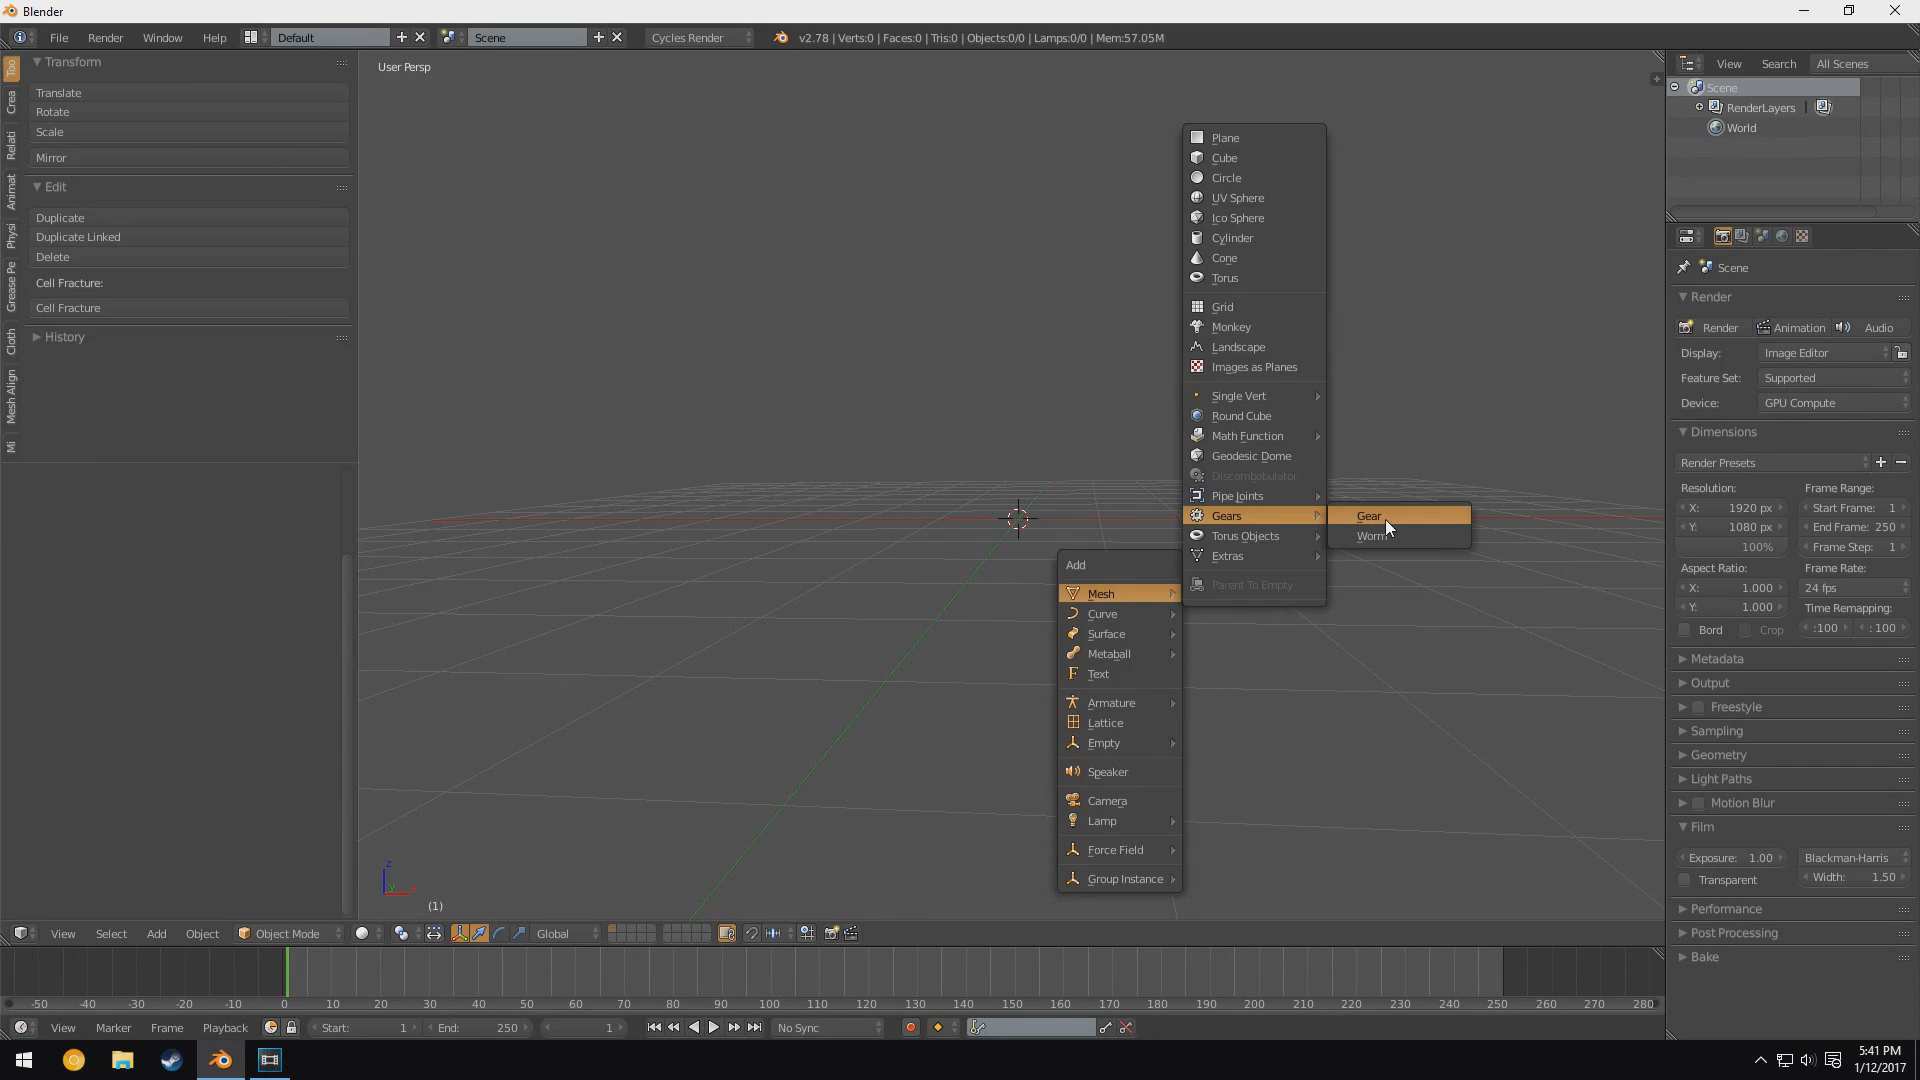 Blender
File Render Window Help Default Scene Cycles Render v2.78 | Verts:0 | Faces:0 | Tris:0 | Objects:0/0 | Lamps:0/0 | Mem:57.05M
Too
Crea
Relati
Animat
Physi
Grease Pe
Cloth
Mesh Align
Mi
Transform
Translate
Rotate
Scale
Mirror
Edit
Duplicate
Duplicate Linked
Delete
Cell Fracture:
Cell Fracture
History
User Persp
Plane
Cube
Circle
UV Sphere
Ico Sphere
Cylinder
Cone
Torus
Grid
Monkey
Landscape
Images as Planes
Single Vert
Round Cube
Math Function
Geodesic Dome
Discombobulator
Pipe Joints
Gears
Torus Objects
Extras
Parent To Empty
Gear
Worm
Add
Mesh
Curve
Surface
Metaball
Text
Armature
Lattice
Empty
Speaker
Camera
Lamp
Force Field
Group Instance
z
y
x
(1)
View Select Add Object Object Mode Global
-50 -40 -30 -20 -10 0 10 20 30 40 50 60 70 80 90 100 110 120 130 140 150 160 170 180 190 200 210 220 230 240 250 260 270 280
View Marker Frame Playback Start: 1 End: 250 1 No Sync
View Search All Scenes
Scene
RenderLayers
World
Scene
Render
Render Animation Audio
Display: Image Editor
Feature Set: Supported
Device: GPU Compute
Dimensions
Render Presets
Resolution: Frame Range:
X: 1920 px Start Frame: 1
Y: 1080 px End Frame: 250
100% Frame Step: 1
Aspect Ratio: Frame Rate:
X: 1.000 24 fps
Y: 1.000 Time Remapping:
Bord Crop :100 : 100
Metadata
Output
Freestyle
Sampling
Geometry
Light Paths
Motion Blur
Film
Exposure: 1.00 Blackman-Harris
Transparent Width: 1.50
Performance
Post Processing
Bake
5:41 PM
1/12/2017